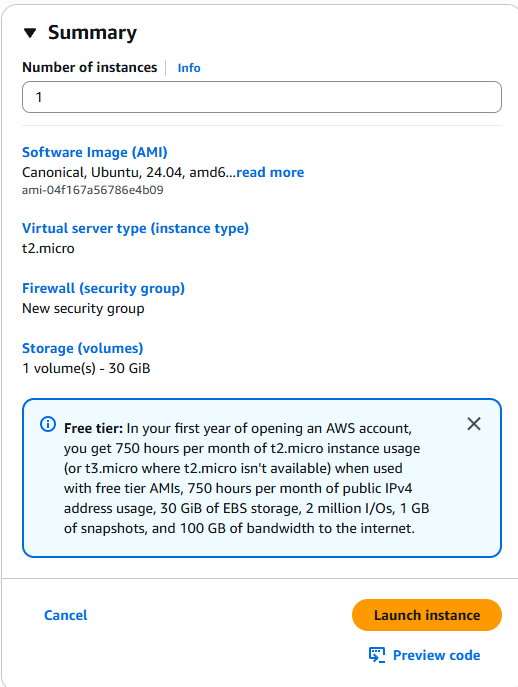 Summary
Number of instances Info
1
Software Image (AMI)
Canonical, Ubuntu, 24.04, amd6...read more
ami-04f167a56786e4b09
Virtual server type (instance type)
t2.micro
Firewall (security group)
New security group
Storage (volumes)
1 volume(s) - 30 GiB
Free tier: In your first year of opening an AWS account,
you get 750 hours per month of t2.micro instance usage
(or t3.micro where t2.micro isn't available) when used
with free tier AMIs, 750 hours per month of public IPv4
address usage, 30 GiB of EBS storage, 2 million I/Os, 1 GB
of snapshots, and 100 GB of bandwidth to the internet.
Cancel
Launch instance
Preview code